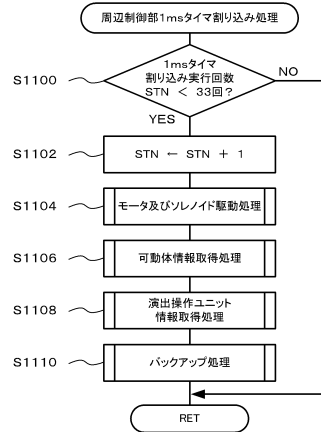 周辺制御部1msタイマ割り込み処理
S1100
1msタイマ
割り込み実行回数
STN < 33回?
NO
YES
S1102
STN ← STN + 1
S1104
モータ及びソレノイド駆動処理
S1106
可動体情報取得処理
S1108
演出操作ユニット
情報取得処理
S1110
バックアップ処理
RET